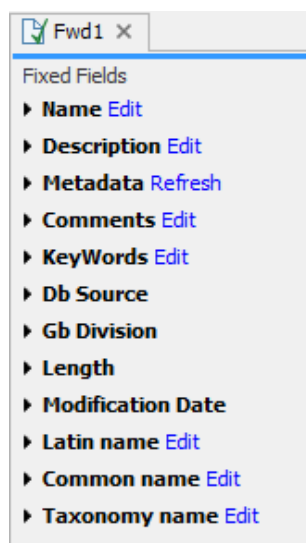 Fwd1
Fixed Fields
Name Edit
Description Edit
Metadata Refresh
Comments Edit
KeyWords Edit
Db Source
Gb Division
Length
Modification Date
Latin name Edit
Common name Edit
Taxonomy name Edit